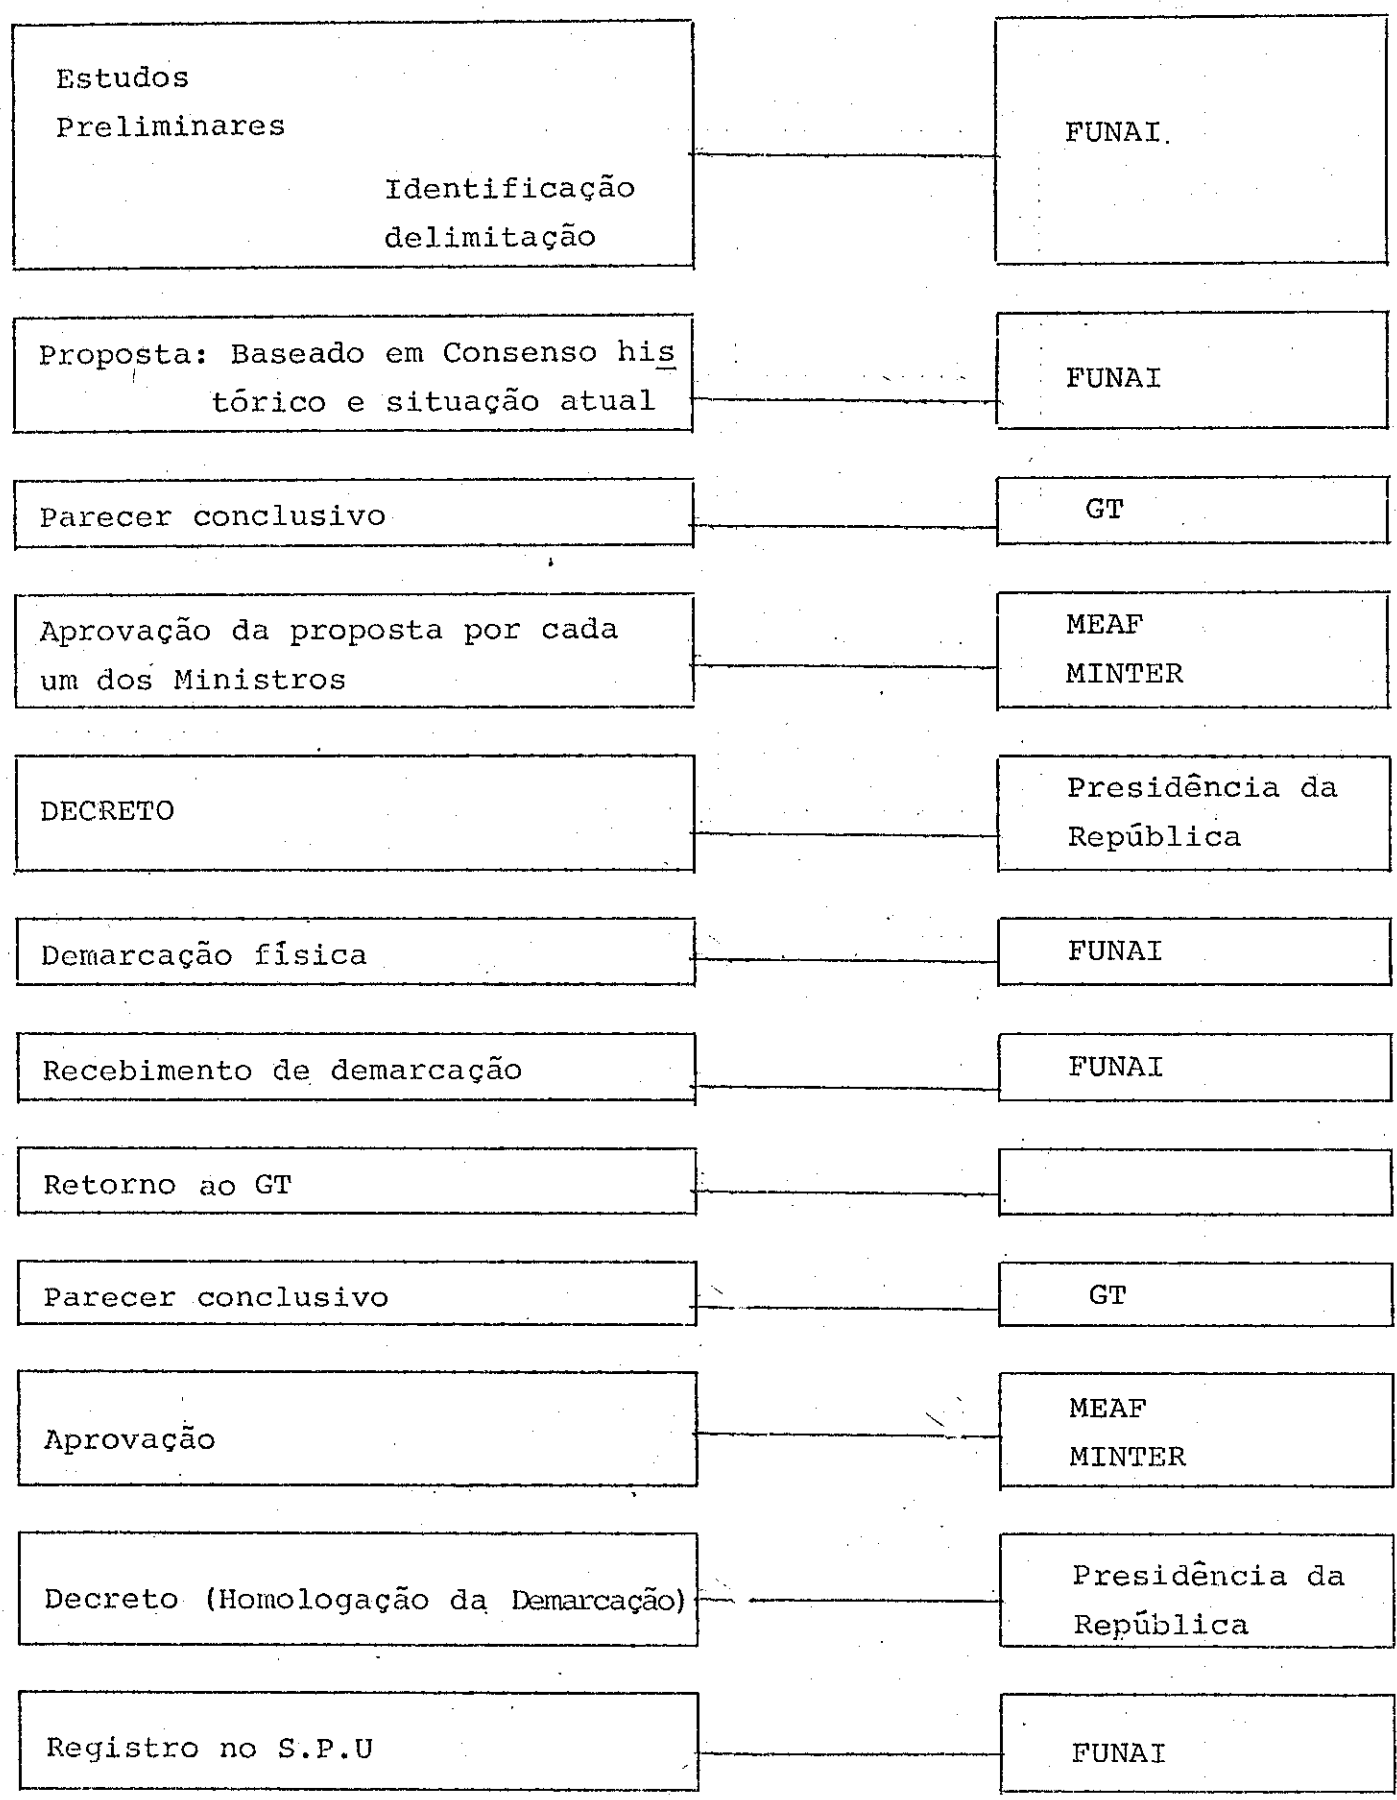 Estudos
Preliminares
Identificação
delimitação
FUNAI.
Proposta: Baseado em Consenso his
tórico e situação atual
FUNAI
Parecer conclusivo
GT
Aprovação da proposta por cada
um dos Ministros
MEAF
MINTER
DECRETO
Presidência da
República
Demarcação física
FUNAI
Recebimento de demarcação
FUNAI
Retorno ao GT
Parecer conclusivo
GT
Aprovação
MEAF
MINTER
Decreto (Homologação da Demarcação)
Presidência da
República
Registro no S.P.U
FUNAI